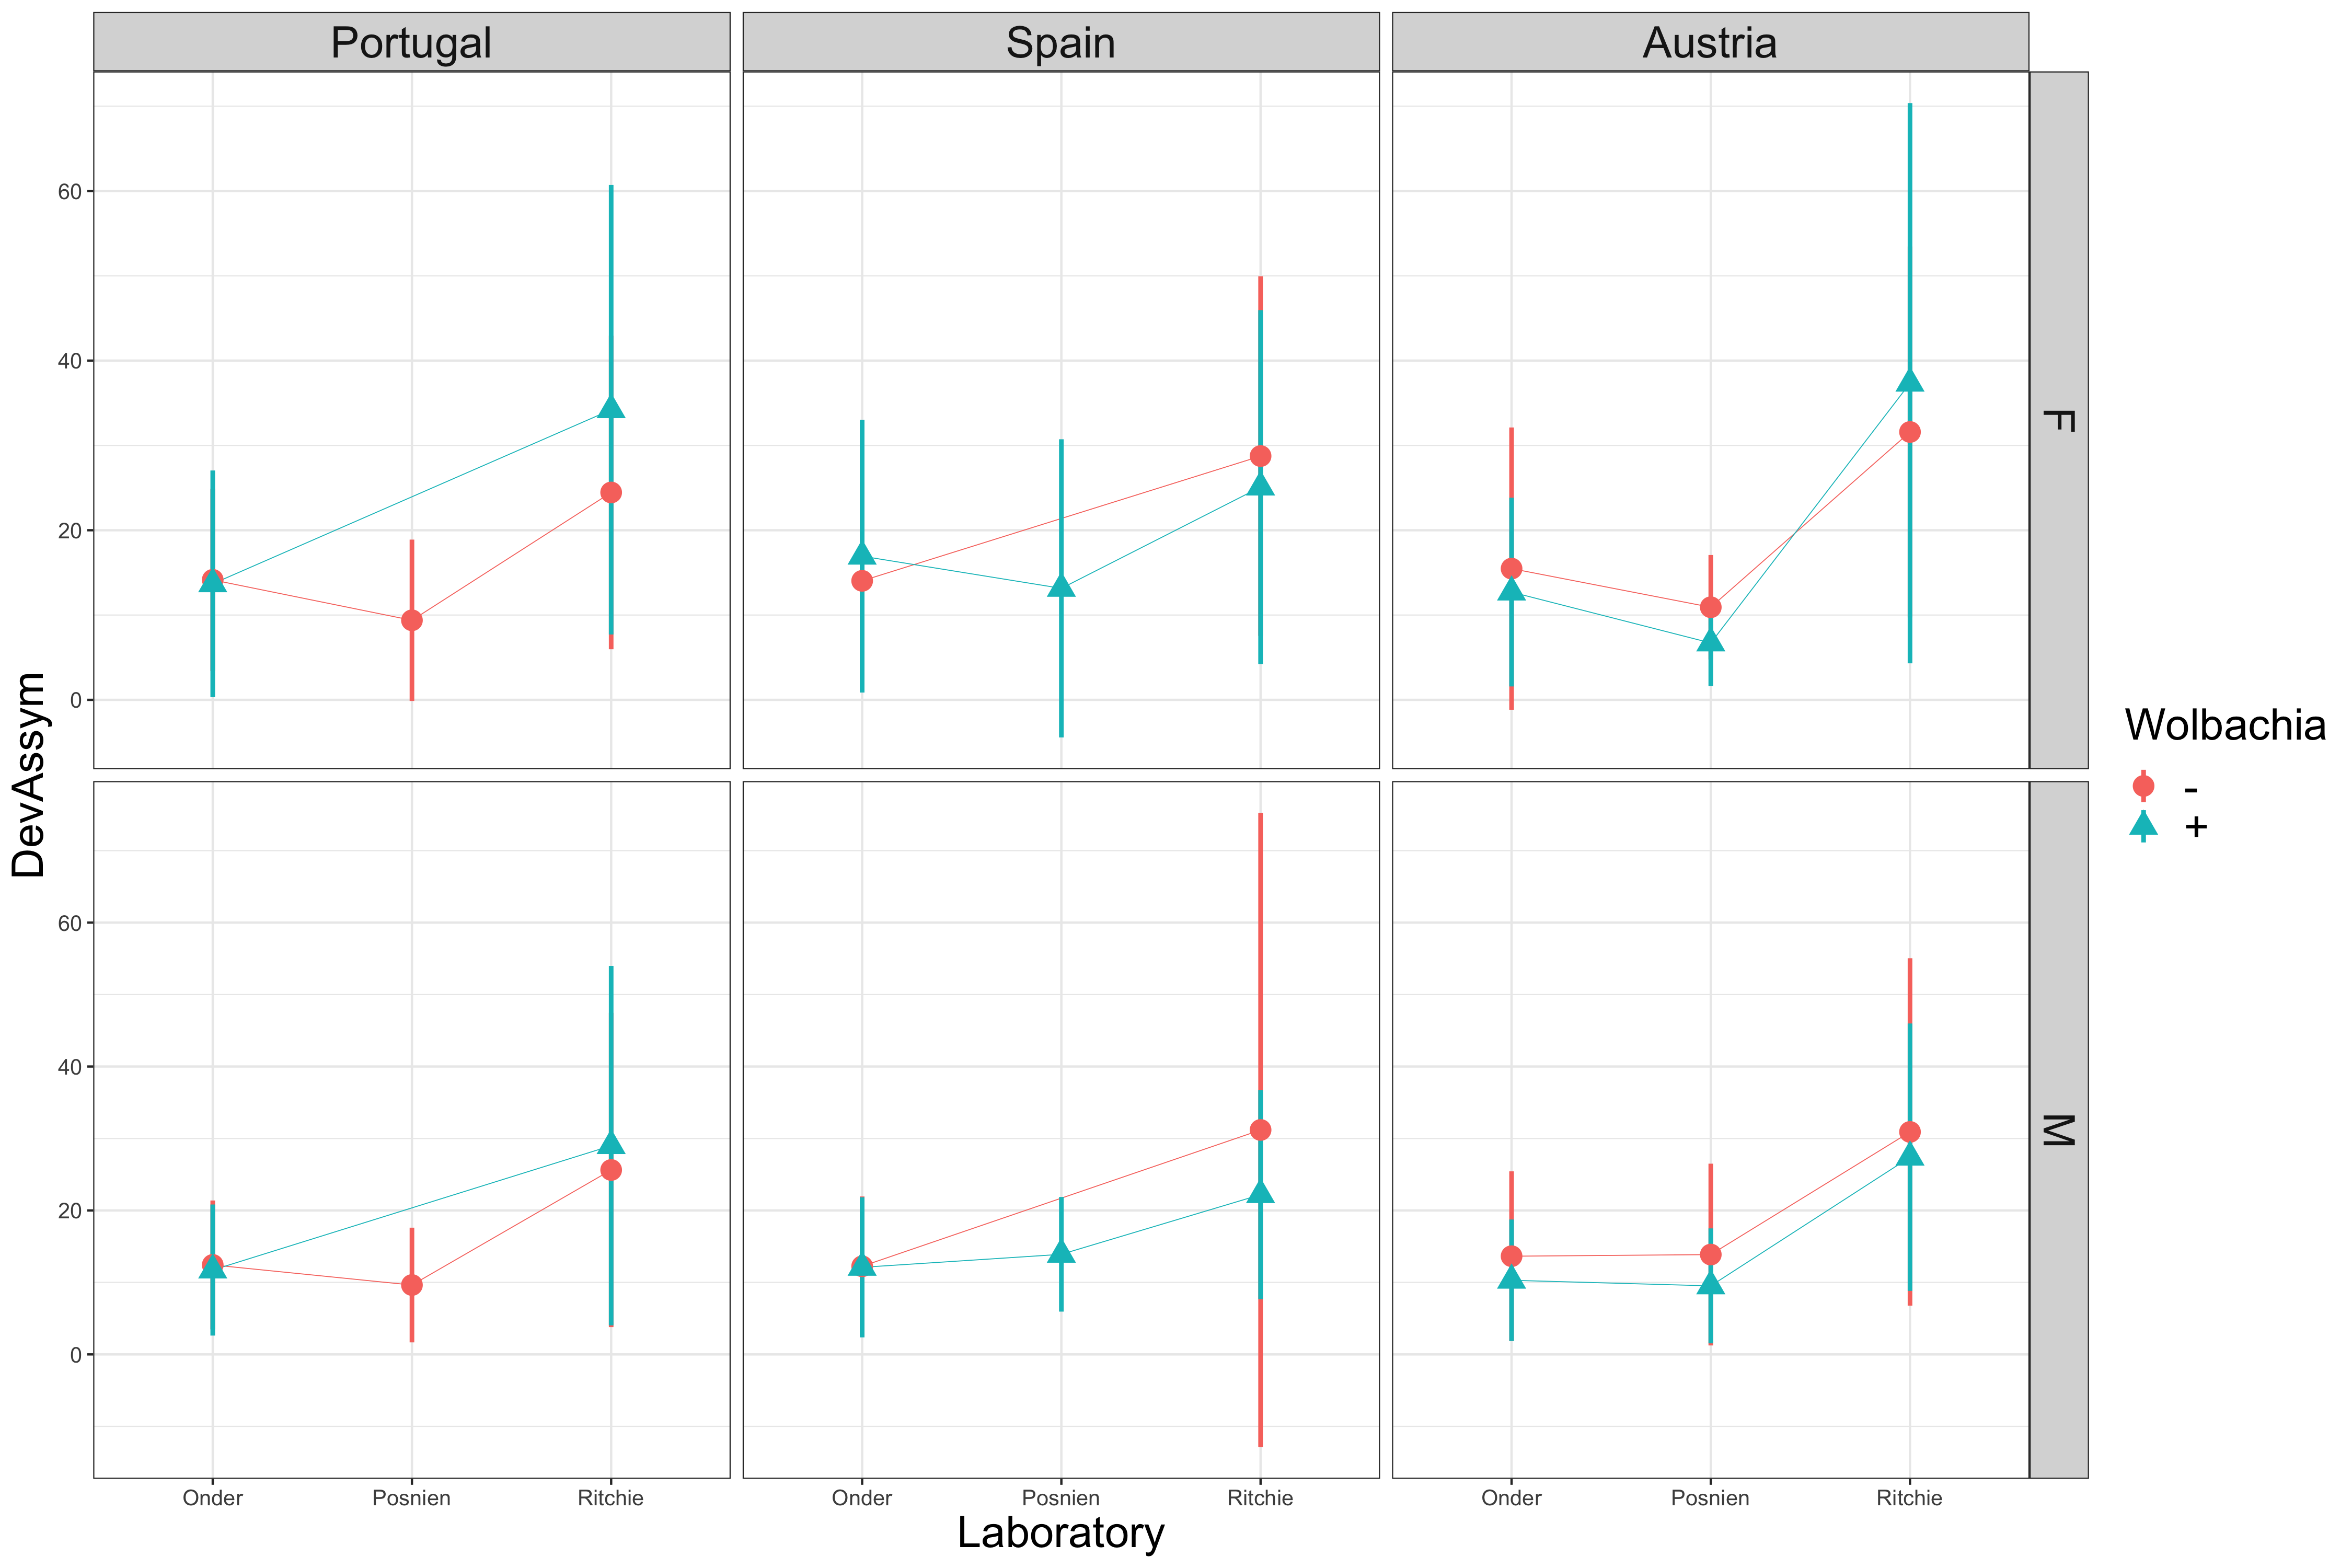 Portugal Spain Austria
60
40
20
0
F
DevAssym
60
40
20
0
M
Onder Posnien Ritchie Onder Posnien Ritchie Onder Posnien Ritchie
Laboratory
Wolbachia
-
+